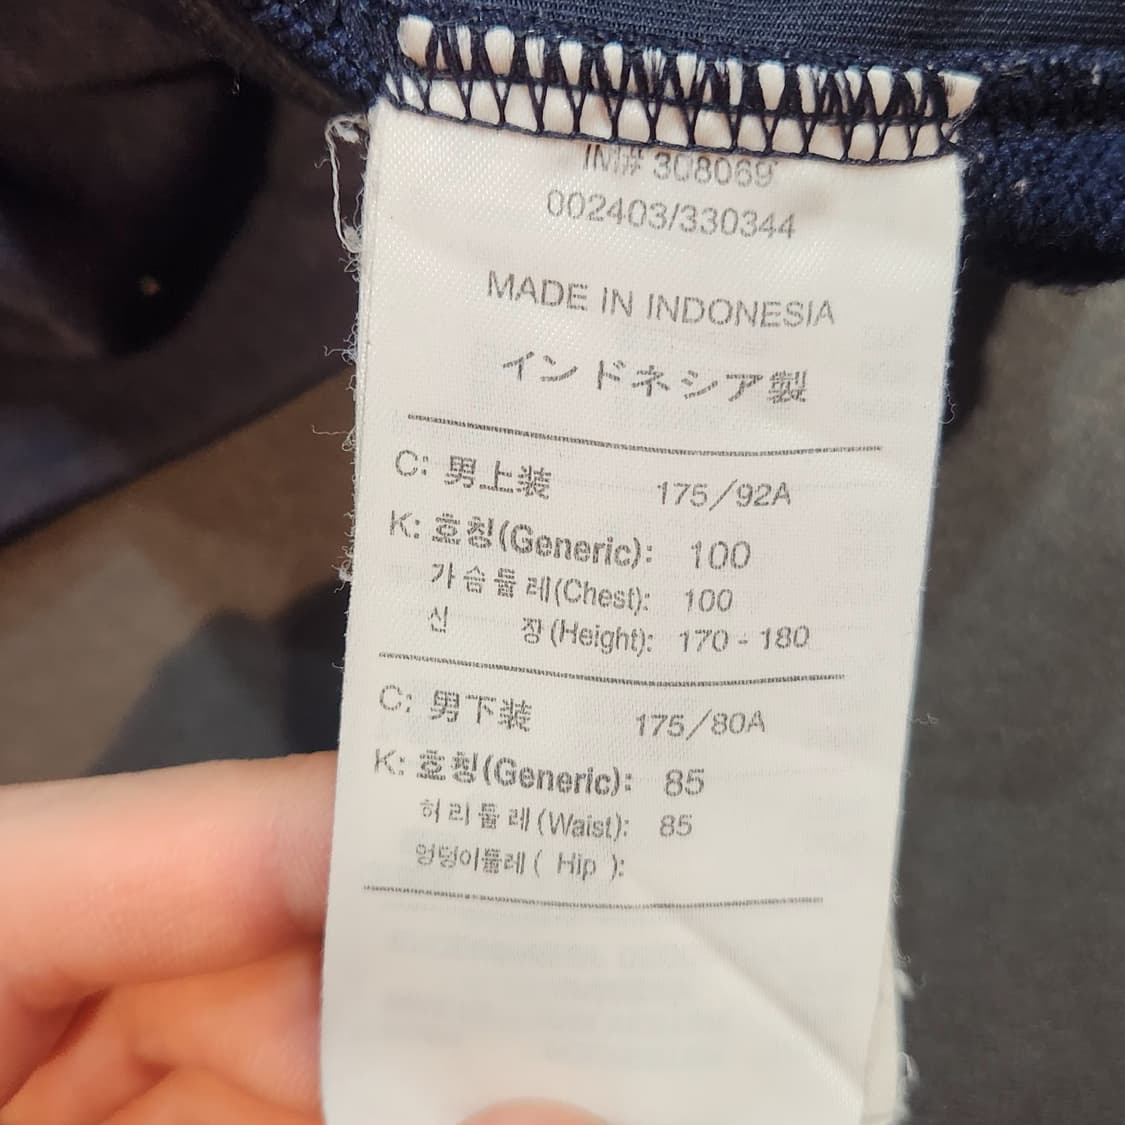 IM# 308069
002403/330344
MADE IN INDONESIA
インドネシア製
C: 男上装 175/92A
K: 호칭(Generic): 100
가슴둘레(Chest): 100
신 장(Height): 170 - 180
C: 男下装 175/80A
K: 호칭(Generic): 85
허리둘레(Waist): 85
엉덩이둘레( Hip ):